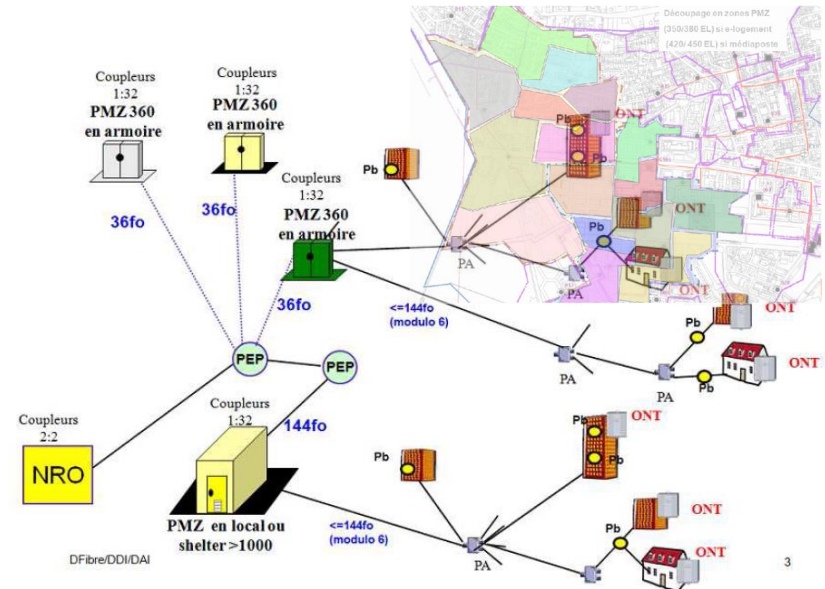 Découpage en zones PMZ
(350/380 EL) si e-logement
(420/ 450 EL) si médiaposte
Coupleurs
1:32
PMZ 360
en armoire
Coupleurs
1:32
PMZ 360
en armoire
Coupleurs
1:32
PMZ 360
en armoire
36fo
36fo
36fo
Pb
Pb
Pb
ONT
Pb
ONT
ONT
PA
PA
<=144fo
(modulo 6)
PA
PA
Pb
Pb
ONT
ONT
PEP
PEP
Coupleurs
2:2
NRO
Coupleurs
1:32
144fo
PMZ en local ou
shelter >1000
<=144fo
(modulo 6)
Pb
Pb
Pb
ONT
Pb
ONT
ONT
PA
DFibre/DDI/DAI
3